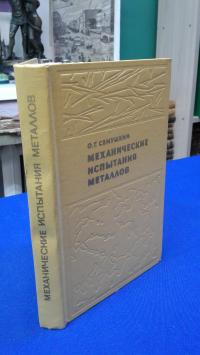 О. Г. СЕМУШКИН
МЕХАНИЧЕСКИЕ
ИСПЫТАНИЯ
МЕТАЛЛОВ
МЕХАНИЧЕСКИЕ ИСПЫТАНИЯ МЕТАЛЛОВ